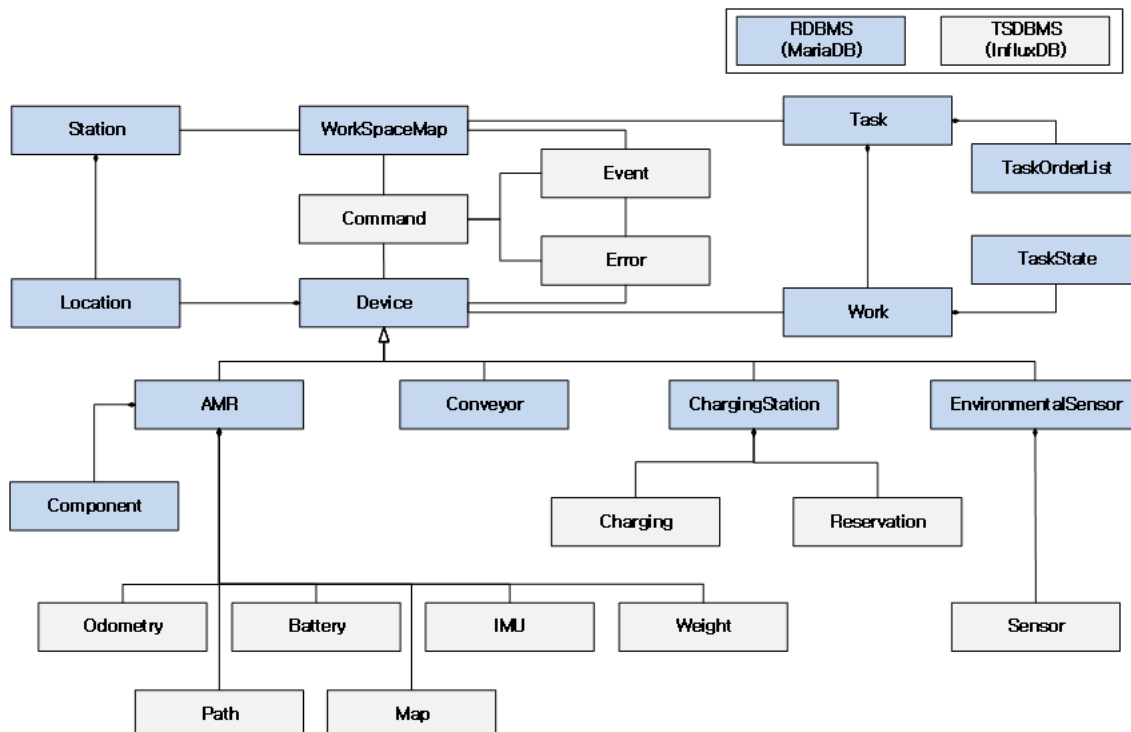 RDBMS
(MariaDB)
TSDBMS
(InfluxDB)
Station
WorkSpaceMap
Task
TaskOrderList
Event
Command
Error
TaskState
Location
Device
Work
AMR
Conveyor
ChargingStation
EnvironmentalSensor
Component
Charging
Reservation
Odometry
Battery
IMU
Weight
Sensor
Path
Map